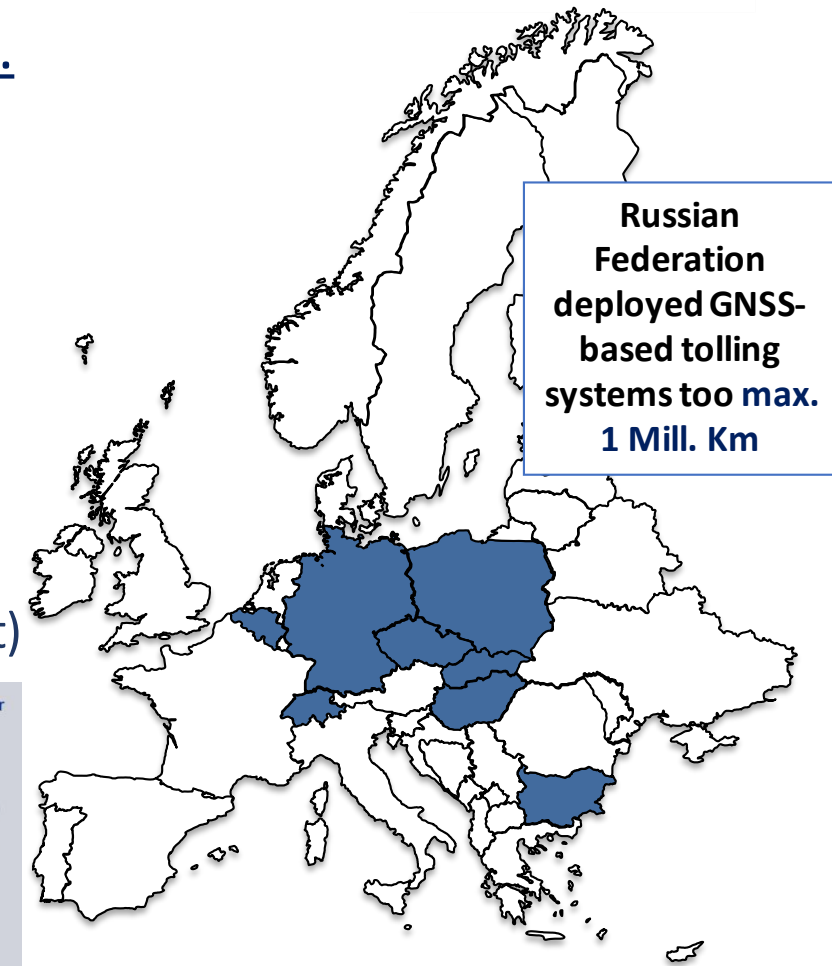 .
Russian
Federation
deployed GNSS-
based tolling
systems too max.
1 Mill. Km
t)
r